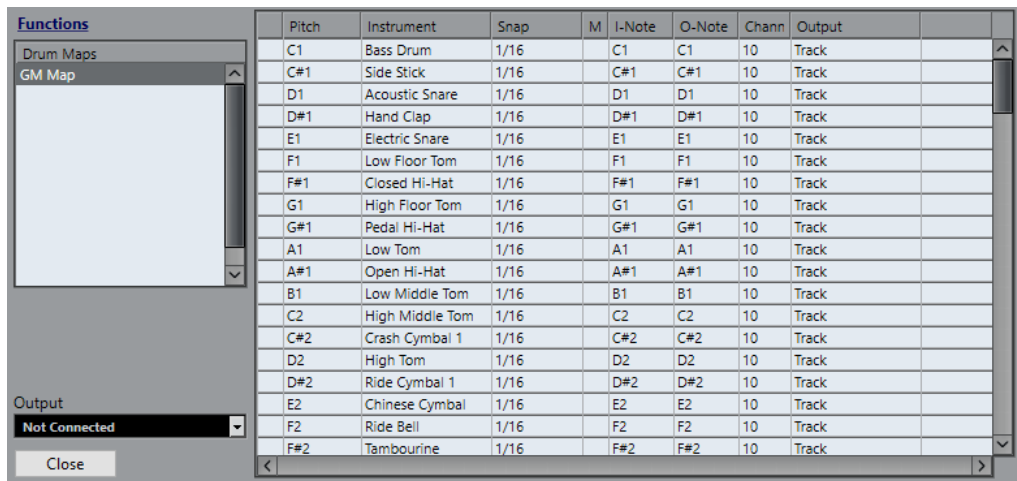 Functions
Drum Maps
GM Map
Output
Not Connected
Close
Pitch Instrument Snap M I-Note O-Note Chann Output
C1 Bass Drum 1/16 C1 C1 10 Track
C#1 Side Stick 1/16 C#1 C#1 10 Track
D1 Acoustic Snare 1/16 D1 D1 10 Track
D#1 Hand Clap 1/16 D#1 D#1 10 Track
E1 Electric Snare 1/16 E1 E1 10 Track
F1 Low Floor Tom 1/16 F1 F1 10 Track
F#1 Closed Hi-Hat 1/16 F#1 F#1 10 Track
G1 High Floor Tom 1/16 G1 G1 10 Track
G#1 Pedal Hi-Hat 1/16 G#1 G#1 10 Track
A1 Low Tom 1/16 A1 A1 10 Track
A#1 Open Hi-Hat 1/16 A#1 A#1 10 Track
B1 Low Middle Tom 1/16 B1 B1 10 Track
C2 High Middle Tom 1/16 C2 C2 10 Track
C#2 Crash Cymbal 1 1/16 C#2 C#2 10 Track
D2 High Tom 1/16 D2 D2 10 Track
D#2 Ride Cymbal 1 1/16 D#2 D#2 10 Track
E2 Chinese Cymbal 1/16 E2 E2 10 Track
F2 Ride Bell 1/16 F2 F2 10 Track
F#2 Tambourine 1/16 F#2 F#2 10 Track